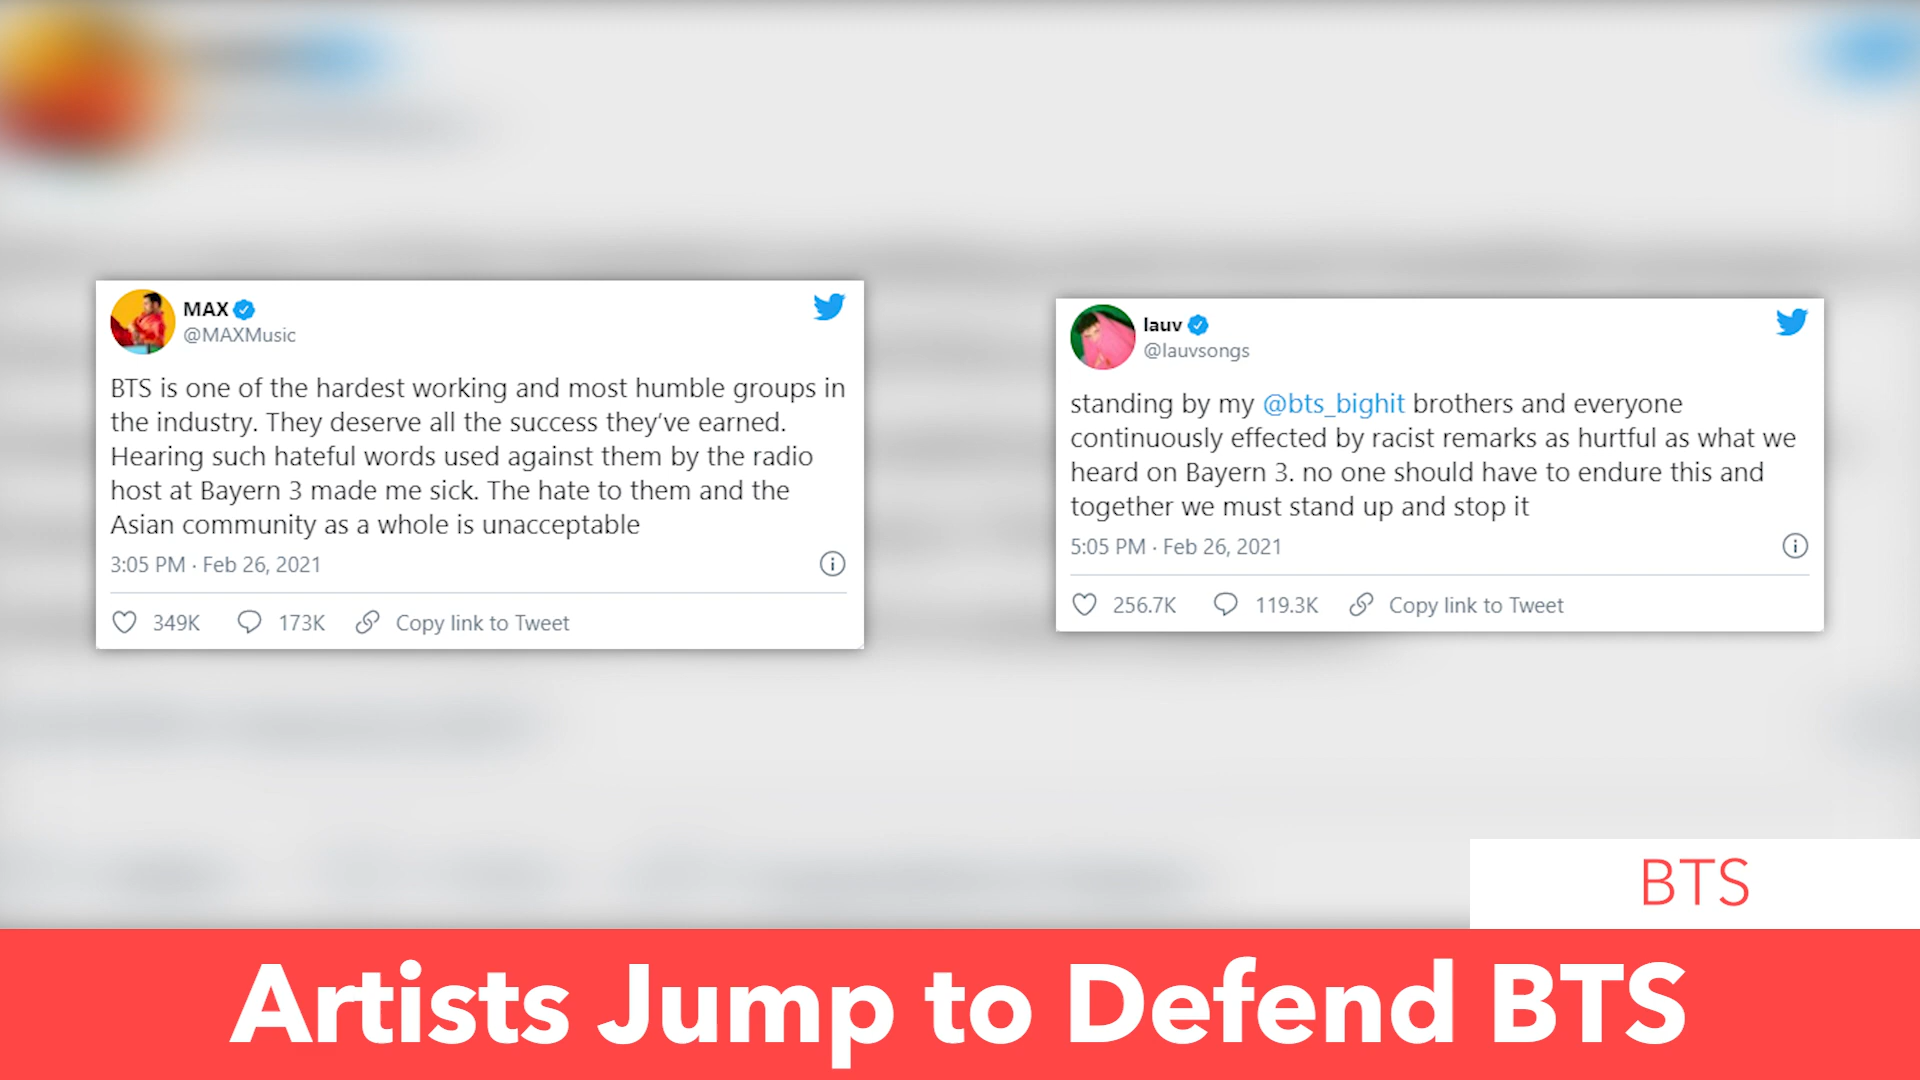 MAX
@MAXMusic
BTS is one of the hardest working and most humble groups in
the industry. They deserve all the success they’ve earned.
Hearing such hateful words used against them by the radio
host at Bayern 3 made me sick. The hate to them and the
Asian community as a whole is unacceptable
3:05 PM · Feb 26, 2021
349K 173K Copy link to Tweet
lauv
@lauvsongs
standing by my @bts_bighit brothers and everyone
continuously effected by racist remarks as hurtful as what we
heard on Bayern 3. no one should have to endure this and
together we must stand up and stop it
5:05 PM · Feb 26, 2021
256.7K 119.3K Copy link to Tweet
BTS
Artists Jump to Defend BTS